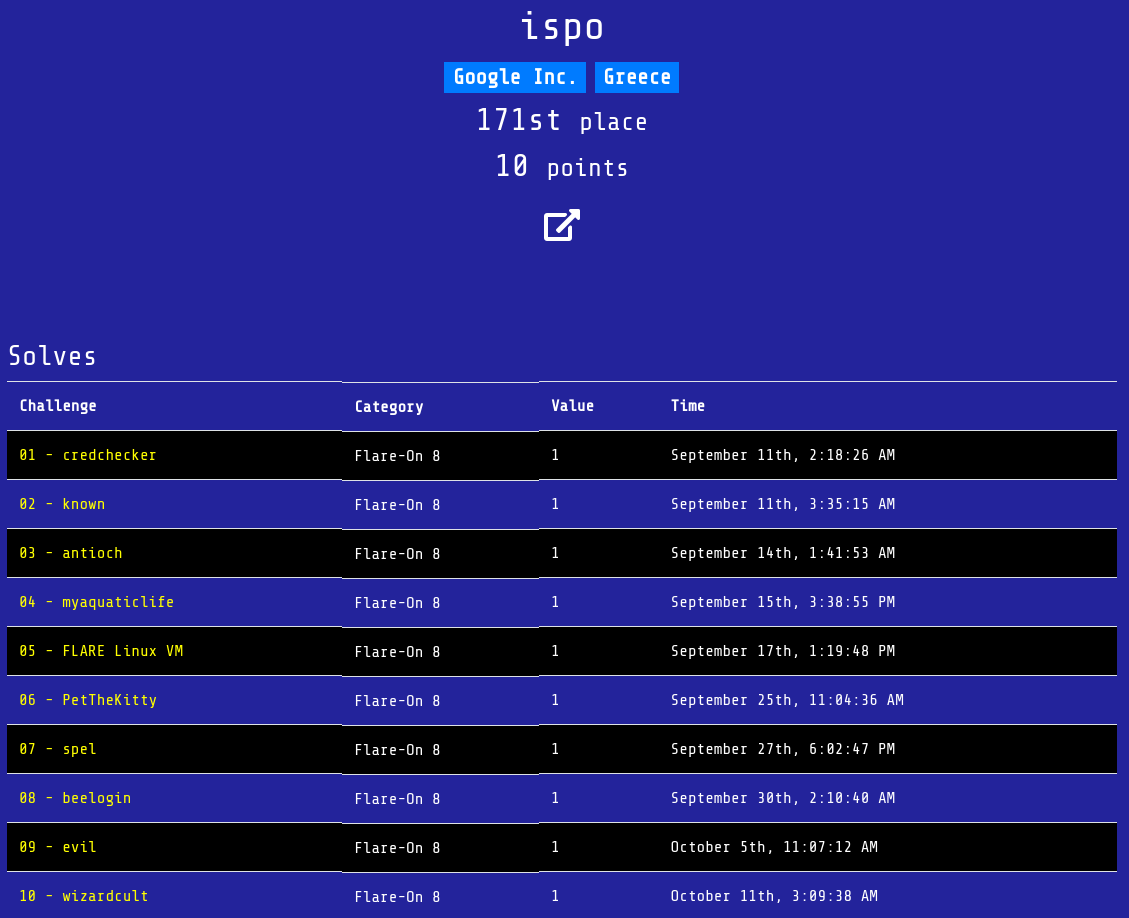 ispo
Google Inc. Greece
171st place
10 points
Solves
Challenge Category Value Time
01 - credchecker Flare-On 8 1 September 11th, 2:18:26 AM
02 - known Flare-On 8 1 September 11th, 3:35:15 AM
03 - antioch Flare-On 8 1 September 14th, 1:41:53 AM
04 - myaquaticlife Flare-On 8 1 September 15th, 3:38:55 PM
05 - FLARE Linux VM Flare-On 8 1 September 17th, 1:19:48 PM
06 - PetTheKitty Flare-On 8 1 September 25th, 11:04:36 AM
07 - spel Flare-On 8 1 September 27th, 6:02:47 PM
08 - beelogin Flare-On 8 1 September 30th, 2:10:40 AM
09 - evil Flare-On 8 1 October 5th, 11:07:12 AM
10 - wizardcult Flare-On 8 1 October 11th, 3:09:38 AM